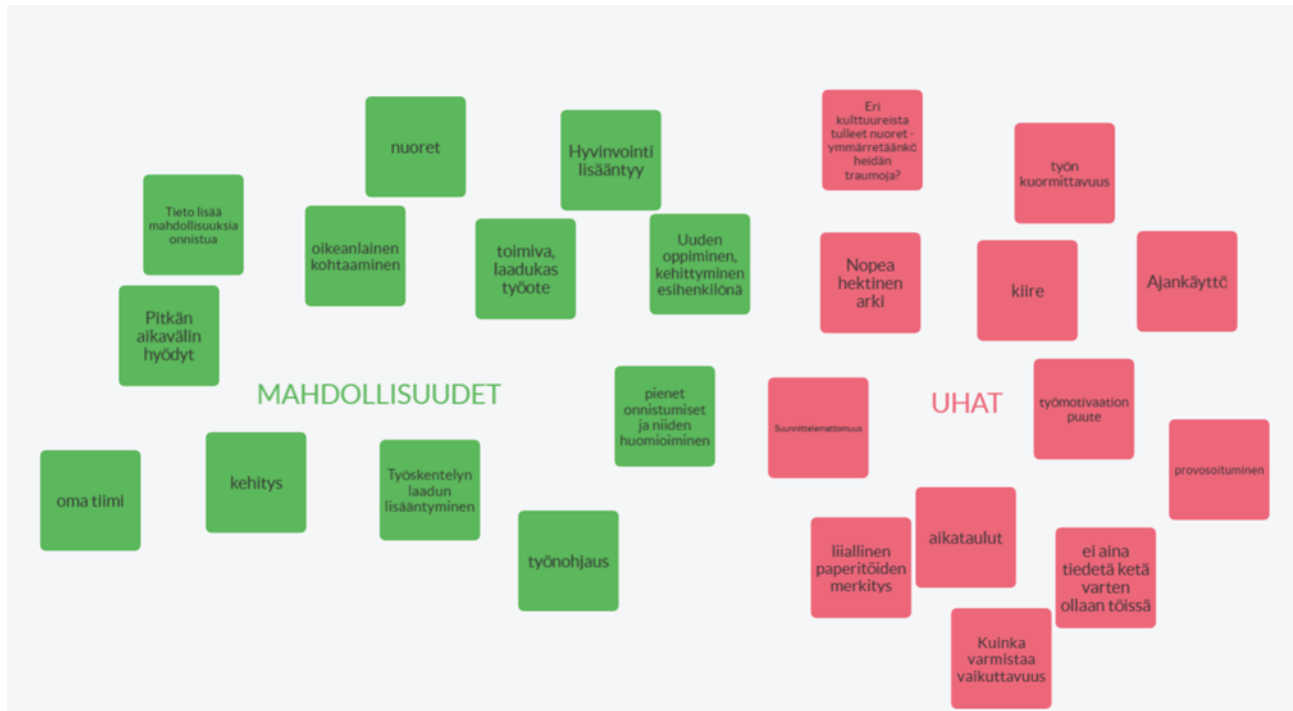 nuoret
Hyvinvointi
lisääntyy
Tieto lisää
mahdollisuuksia
onnistua
oikeanlainen
kohtaaminen
toimiva,
laadukas
työote
Uuden
oppiminen,
kehittyminen
esihenkilönä
Pitkän
aikavälin
hyödyt
MAHDOLLISUUDET
pienet
onnistumiset
ja niiden
huomioiminen
oma tiimi
kehitys
Työskentelyn
laadun
lisääntyminen
työnohjaus
Eri
kulttuureista
tulleet nuoret -
ymmärretäänkö
heidän
traumoja?
työn
kuormittavuus
Nopea
hektinen
arki
kiire
Ajankäyttö
UHAT
Suunnittelemattomuus
työmotivaation
puute
provosoituminen
liiallinen
paperitöiden
merkitys
aikataulut
ei aina
tiedetä ketä
varten
ollaan töissä
Kuinka
varmistaa
vaikuttavuus